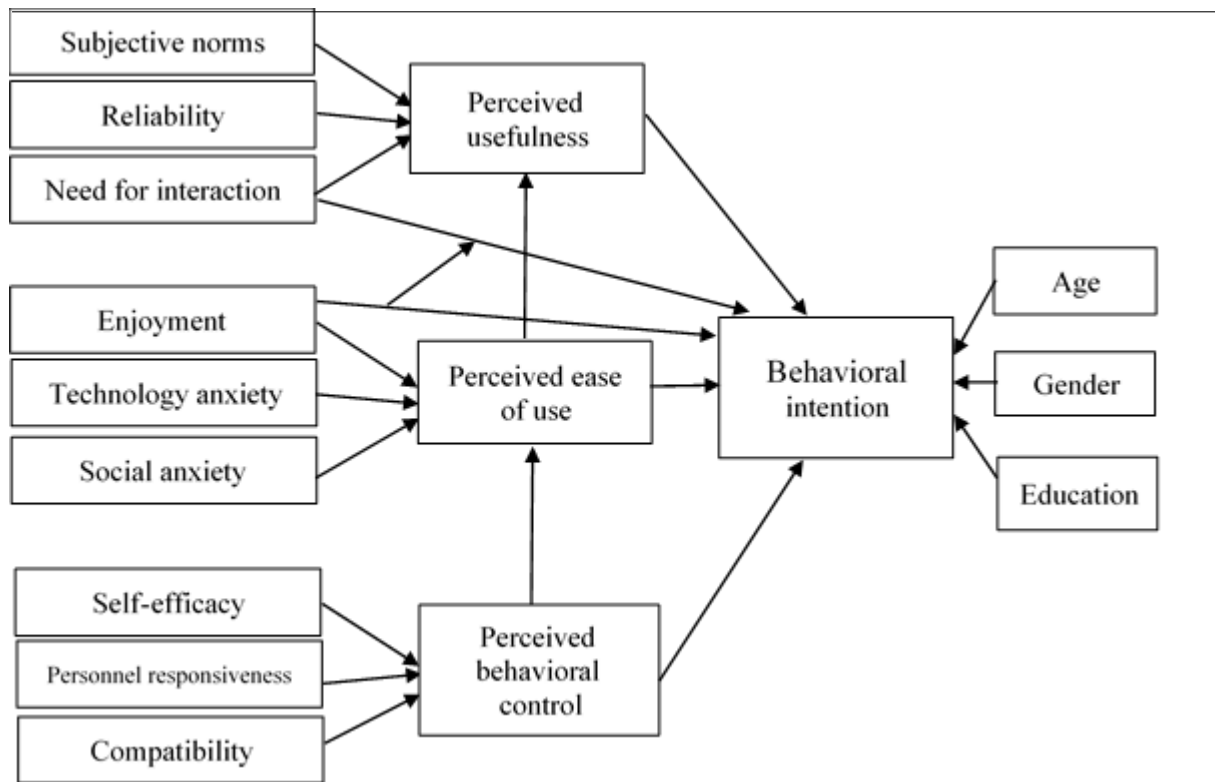 Subjective norms
Reliability
Need for interaction
Perceived
usefulness
Enjoyment
Technology anxiety
Social anxiety
Perceived ease
of use
Behavioral
intention
Age
Gender
Education
Self-efficacy
Personnel responsiveness
Compatibility
Perceived
behavioral
control